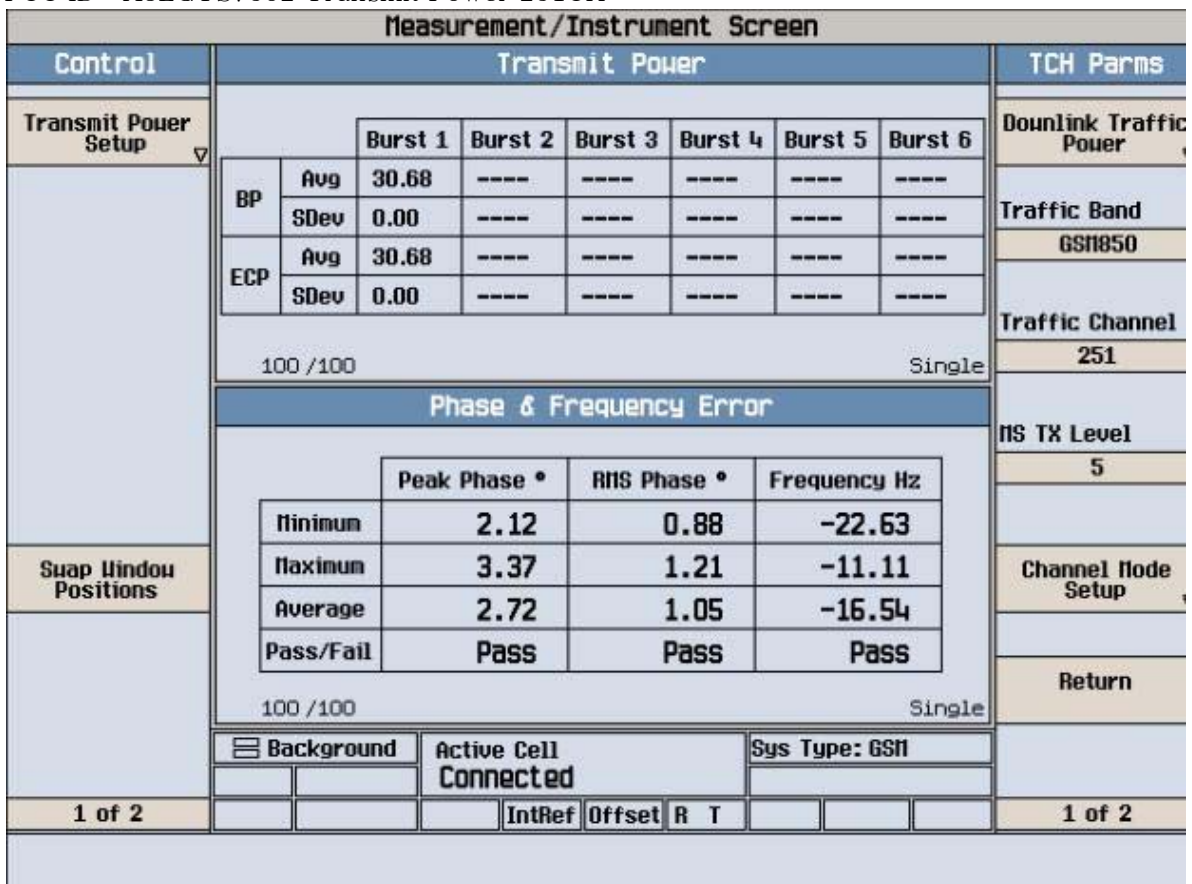 Measurement/Instrument Screen
Control
Transmit Power
TCH Parms
Transmit Power Setup
Burst 1 Burst 2 Burst 3 Burst 4 Burst 5 Burst 6
BP Avg 30.68 ---- ---- ---- ---- ----
SDev 0.00 ---- ---- ---- ---- ----
ECP Avg 30.68 ---- ---- ---- ---- ----
SDev 0.00 ---- ---- ---- ---- ----
100 /100 Single
Downlink Traffic Power
Traffic Band
GSM850
Traffic Channel
251
MS TX Level
5
Phase & Frequency Error
Peak Phase ° RMS Phase ° Frequency Hz
Minimum 2.12 0.88 -22.63
Maximum 3.37 1.21 -11.11
Average 2.72 1.05 -16.54
Pass/Fail Pass Pass Pass
100 /100 Single
Swap Window Positions
Channel Mode Setup
Return
Background
Active Cell
Connected
Sys Type: GSM
IntRef Offset R T
1 of 2
1 of 2